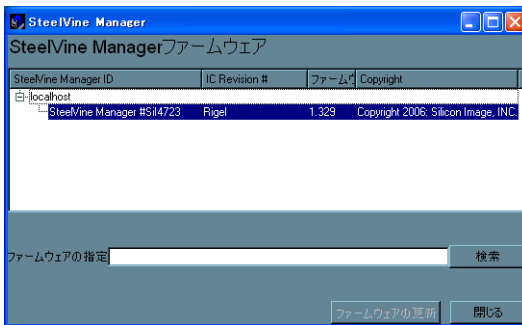 SteelVine Manager
SteelVine Managerファームウェア
SteelVine Manager ID IC Revision # ファームウ Copyright
localhost
SteelVine Manager #SiI4723 Rigel 1.329 Copyright 2006: Silicon Image, INC.
ファームウェアの指定 検索
ファームウェアの更新 閉じる